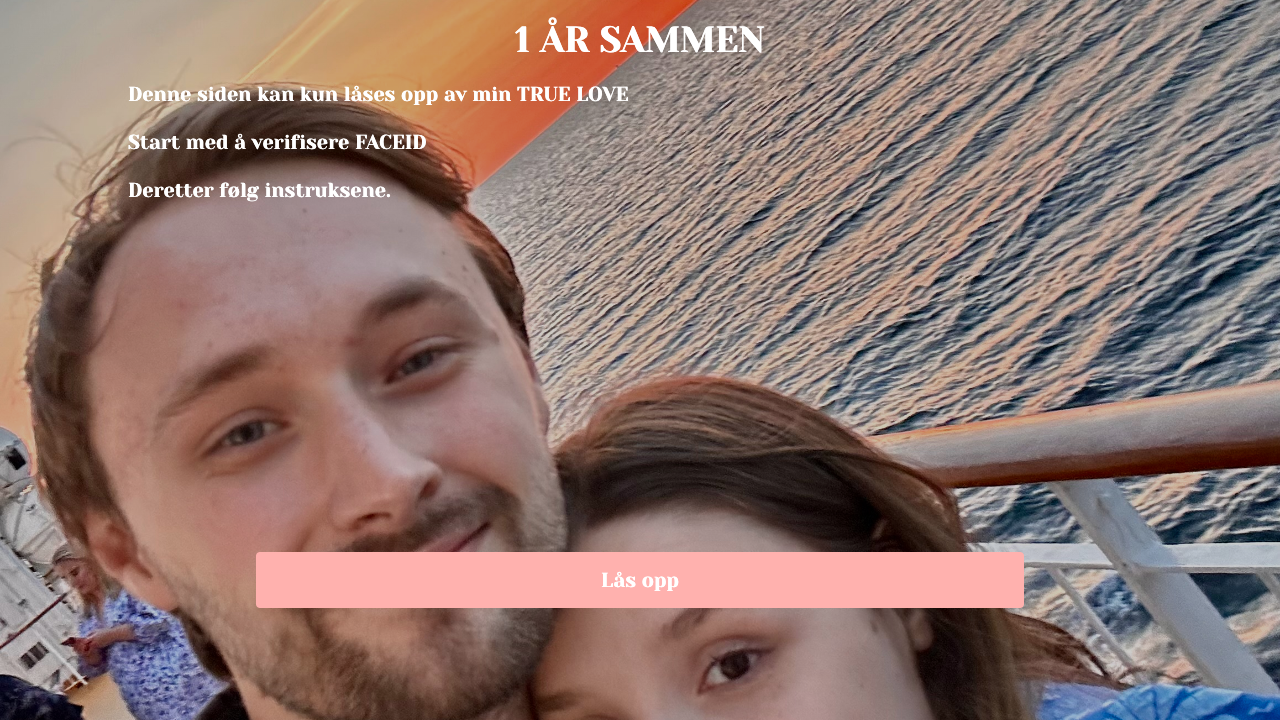 1 ÅR SAMMEN
Denne siden kan kun låses opp av min TRUE LOVE
Start med å verifisere FACEID
Deretter følg instruksene.
Lås opp